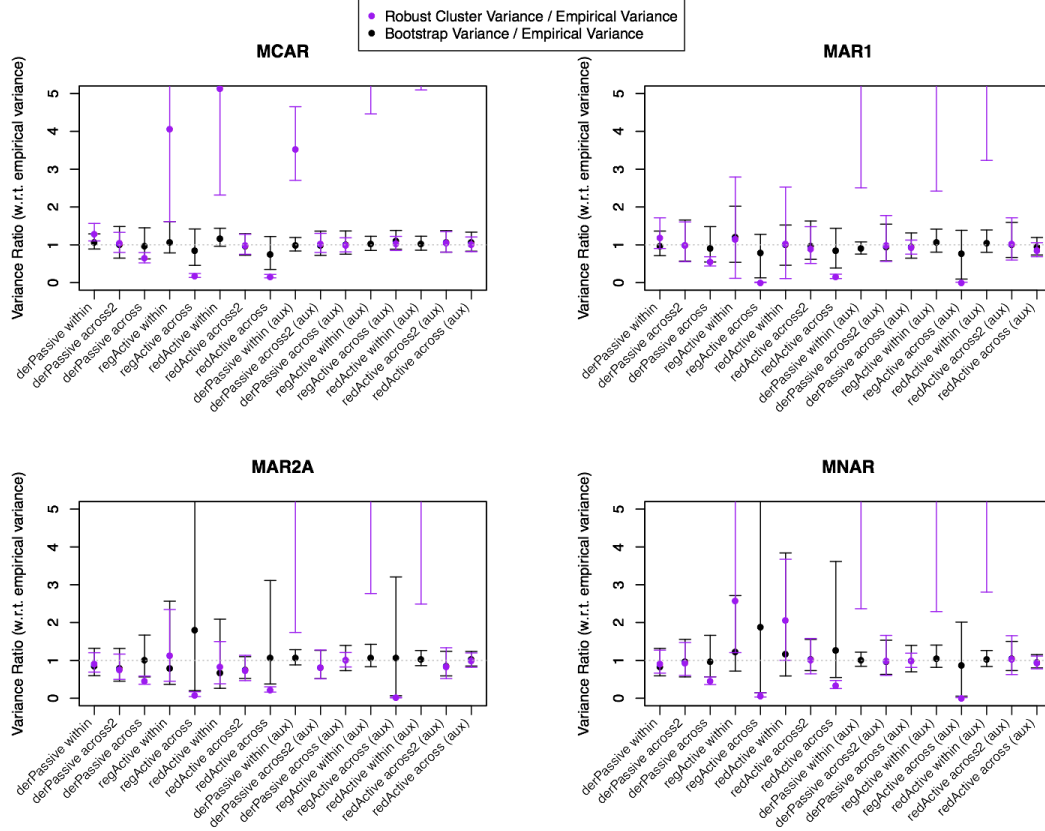 Robust Cluster Variance / Empirical Variance
Bootstrap Variance / Empirical Variance
MCAR
Variance Ratio (w.r.t. empirical variance)
5
4
3
2
1
0
derPassive within
derPassive across2
derPassive across
regActive within
regActive across
redActive within
redActive across2
redActive across
derPassive within (aux)
derPassive across2 (aux)
derPassive across (aux)
regActive within (aux)
regActive across (aux)
redActive within (aux)
redActive across2 (aux)
redActive across (aux)
MAR1
Variance Ratio (w.r.t. empirical variance)
5
4
3
2
1
0
derPassive within
derPassive across2
derPassive across
regActive within
regActive across
redActive within
redActive across2
redActive across
derPassive within (aux)
derPassive across2 (aux)
derPassive across (aux)
regActive within (aux)
regActive across (aux)
redActive within (aux)
redActive across2 (aux)
redActive across (aux)
MAR2A
Variance Ratio (w.r.t. empirical variance)
5
4
3
2
1
0
derPassive within
derPassive across2
derPassive across
regActive within
regActive across
redActive within
redActive across2
redActive across
derPassive within (aux)
derPassive across2 (aux)
derPassive across (aux)
regActive within (aux)
regActive across (aux)
redActive within (aux)
redActive across2 (aux)
redActive across (aux)
MNAR
Variance Ratio (w.r.t. empirical variance)
5
4
3
2
1
0
derPassive within
derPassive across2
derPassive across
regActive within
regActive across
redActive within
redActive across2
redActive across
derPassive within (aux)
derPassive across2 (aux)
derPassive across (aux)
regActive within (aux)
regActive across (aux)
redActive within (aux)
redActive across2 (aux)
redActive across (aux)